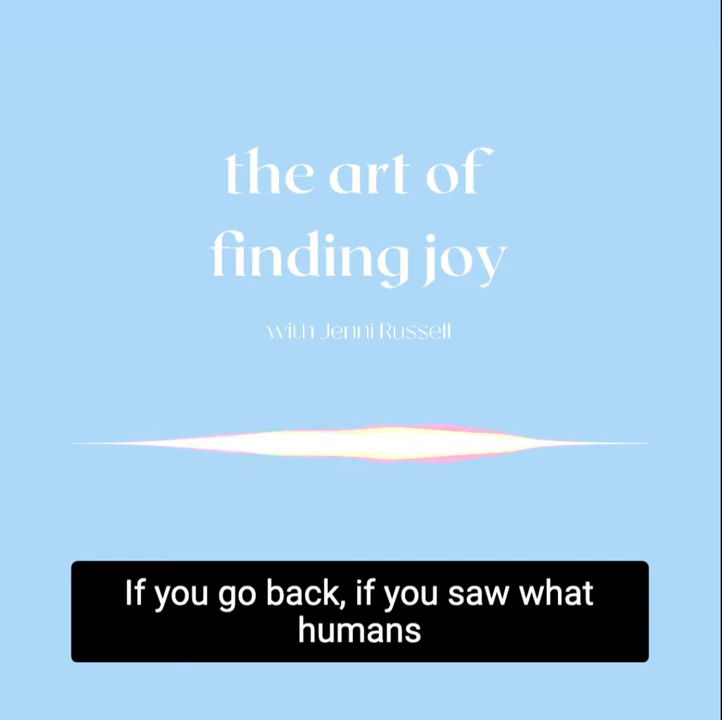 the art of
finding joy
with Jenni Russell
If you go back, if you saw what
humans